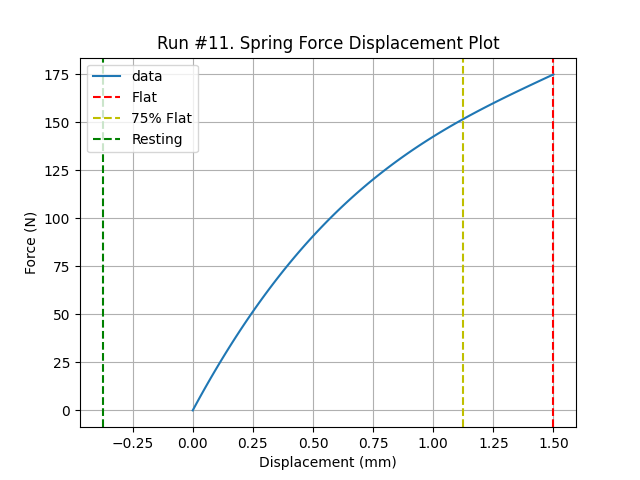 Run #11. Spring Force Displacement Plot
data
Flat
75% Flat
Resting
Force (N)
175
150
125
100
75
50
25
0
−0.25 0.00 0.25 0.50 0.75 1.00 1.25 1.50
Displacement (mm)